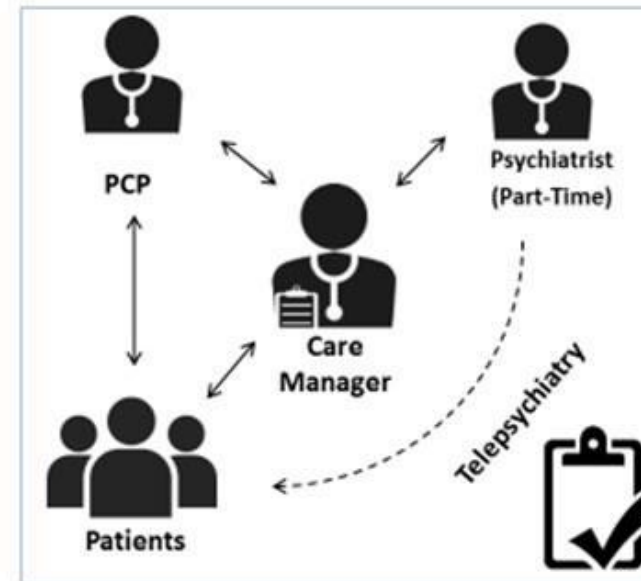 PCP
Psychiatrist
(Part-Time)
Care
Manager
Telepsychiatry
Patients